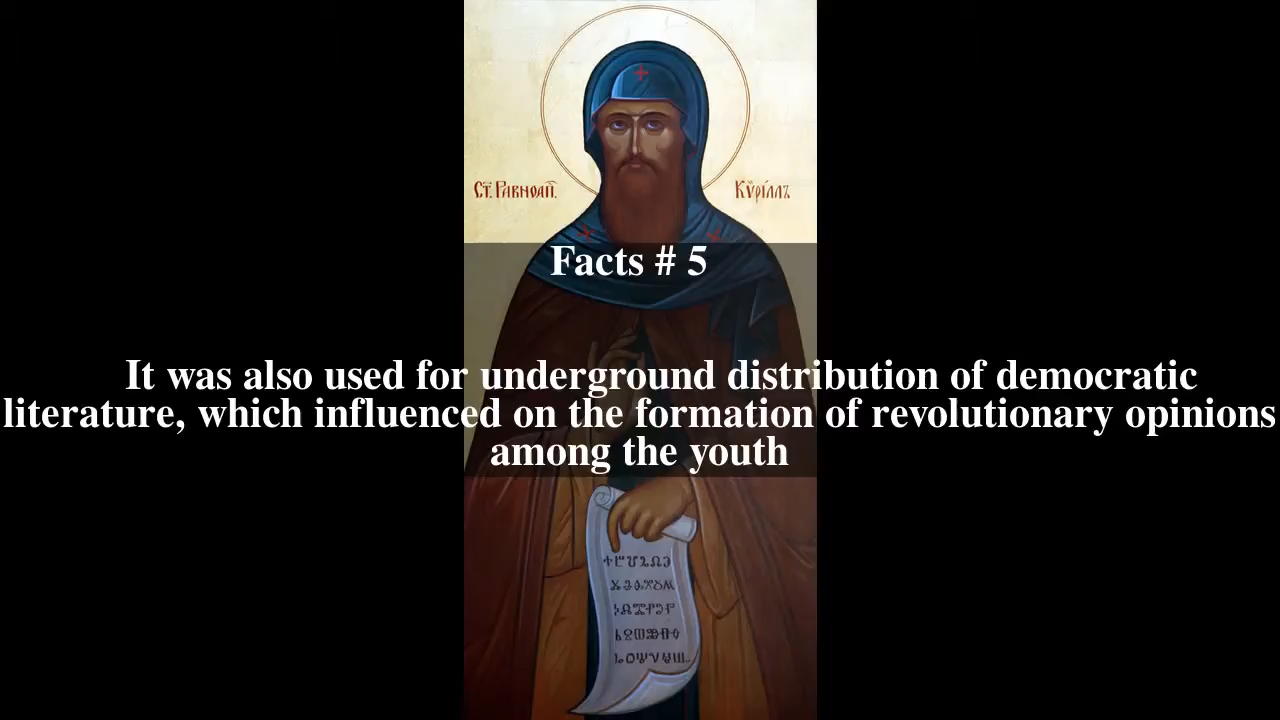 Ст. Равноап.
Кѷріллъ
Facts # 5
It was also used for underground distribution of democratic
literature, which influenced on the formation of revolutionary opinions
among the youth